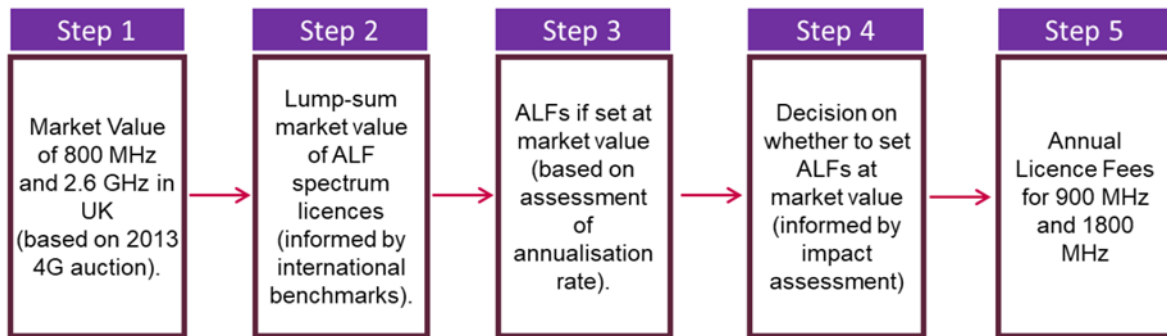 Step 1
Market Value
of 800 MHz
and 2.6 GHz in
UK
(based on 2013
4G auction).
Step 2
Lump-sum
market value
of ALF
spectrum
licences
(informed by
international
benchmarks).
Step 3
ALFs if set at
market value
(based on
assessment
of
annualisation
rate).
Step 4
Decision on
whether to set
ALFs at
market value
(informed by
impact
assessment)
Step 5
Annual
Licence Fees
for 900 MHz
and 1800
MHz